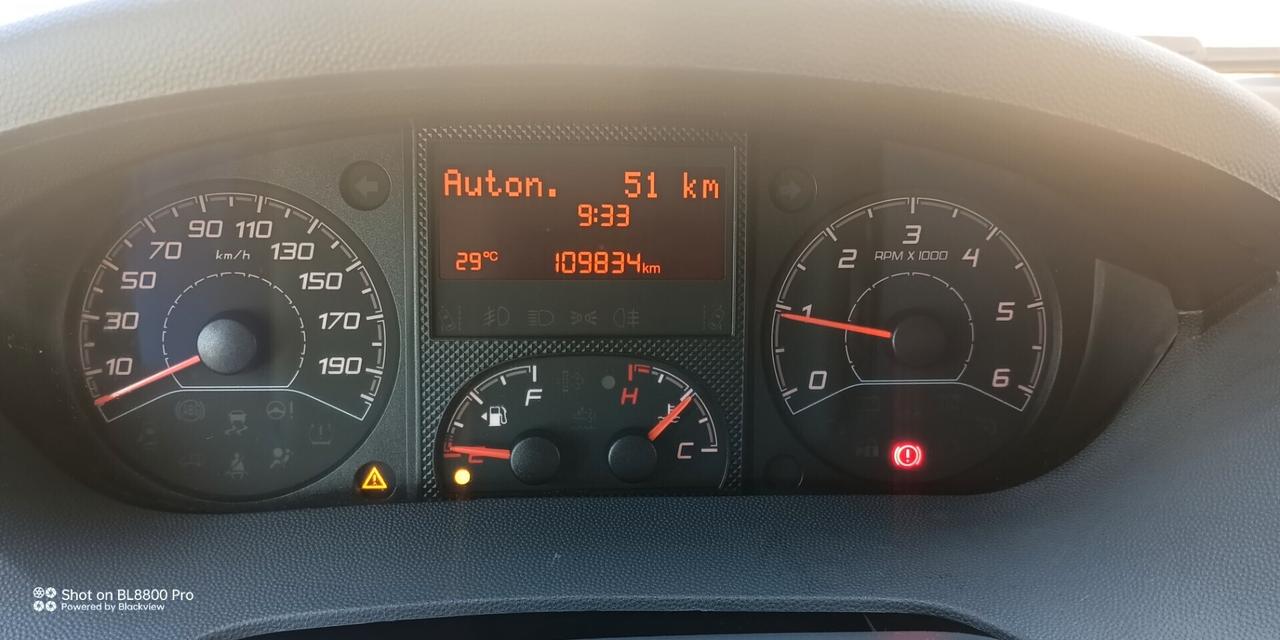 Auton. 51 km
9:33
29°C 109834km
10
30
50
70
90
110
130
150
170
190
km/h
F
H
C
0
1
2
3
4
5
6
RPM X 1000
Shot on BL8800 Pro
Powered by Blackview